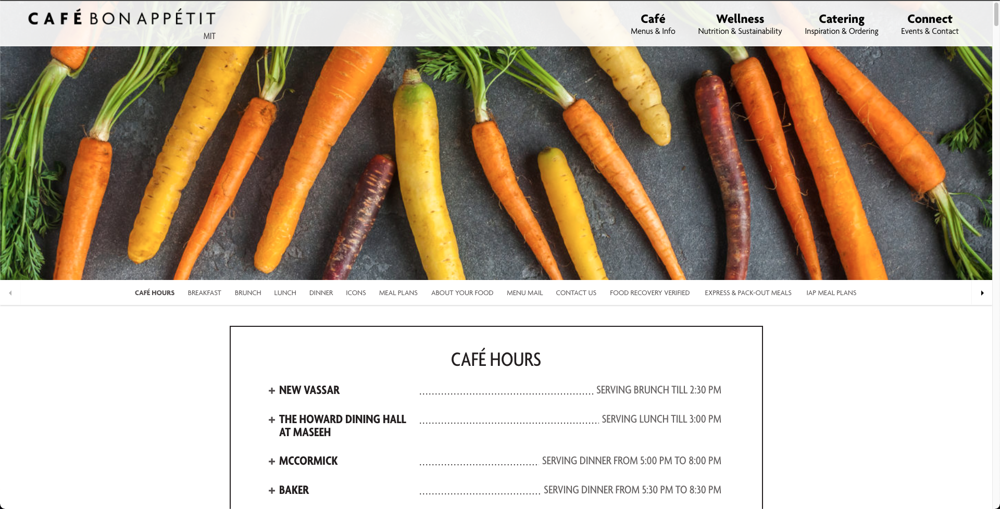 CAFÉ BON APPÉTIT
MIT
Café
Menus & Info
Wellness
Nutrition & Sustainability
Catering
Inspiration & Ordering
Connect
Events & Contact
CAFÉ HOURS BREAKFAST BRUNCH LUNCH DINNER ICONS MEAL PLANS ABOUT YOUR FOOD MENU MAIL CONTACT US FOOD RECOVERY VERIFIED EXPRESS & PACK-OUT MEALS IAP MEAL PLANS
CAFÉ HOURS
+ NEW VASSAR ........................................................ SERVING BRUNCH TILL 2:30 PM
+ THE HOWARD DINING HALL .......................................................... SERVING LUNCH TILL 3:00 PM
AT MASEEH
+ MCCORMICK ...................................... SERVING DINNER FROM 5:00 PM TO 8:00 PM
+ BAKER ....................................... SERVING DINNER FROM 5:30 PM TO 8:30 PM